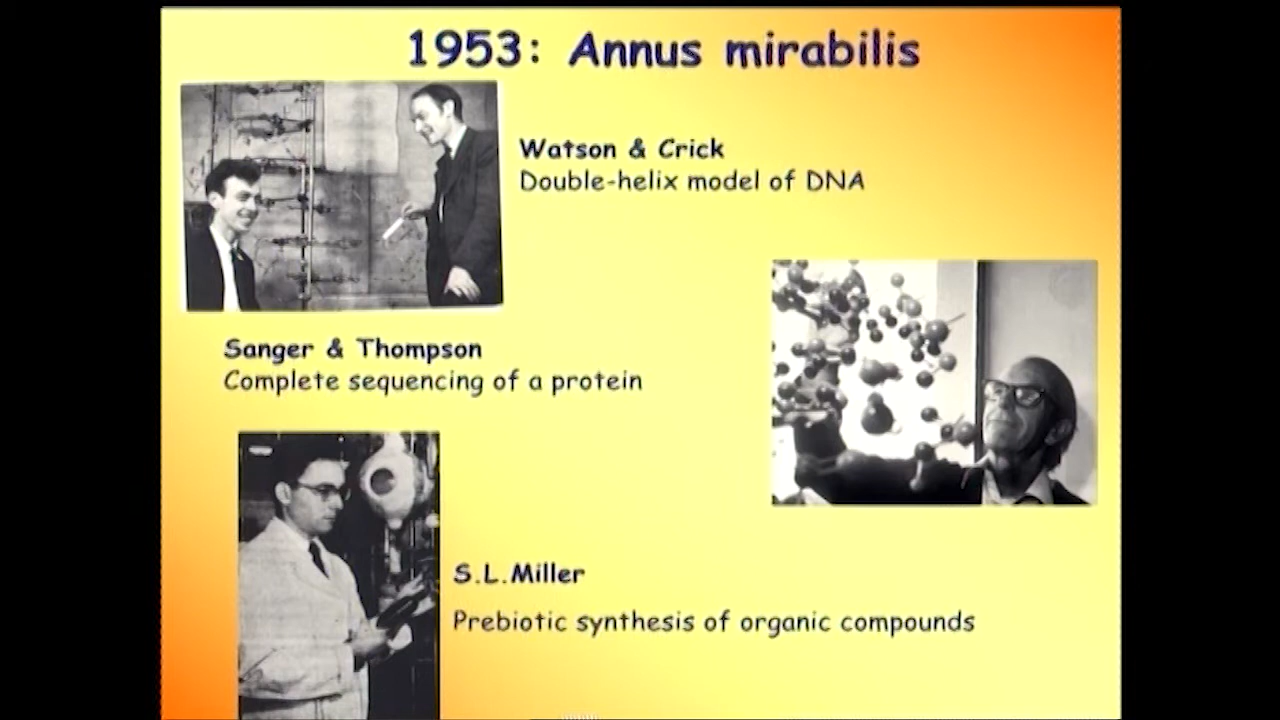 1953: Annus mirabilis
Watson & Crick
Double-helix model of DNA
Sanger & Thompson
Complete sequencing of a protein
S.L.Miller
Prebiotic synthesis of organic compounds